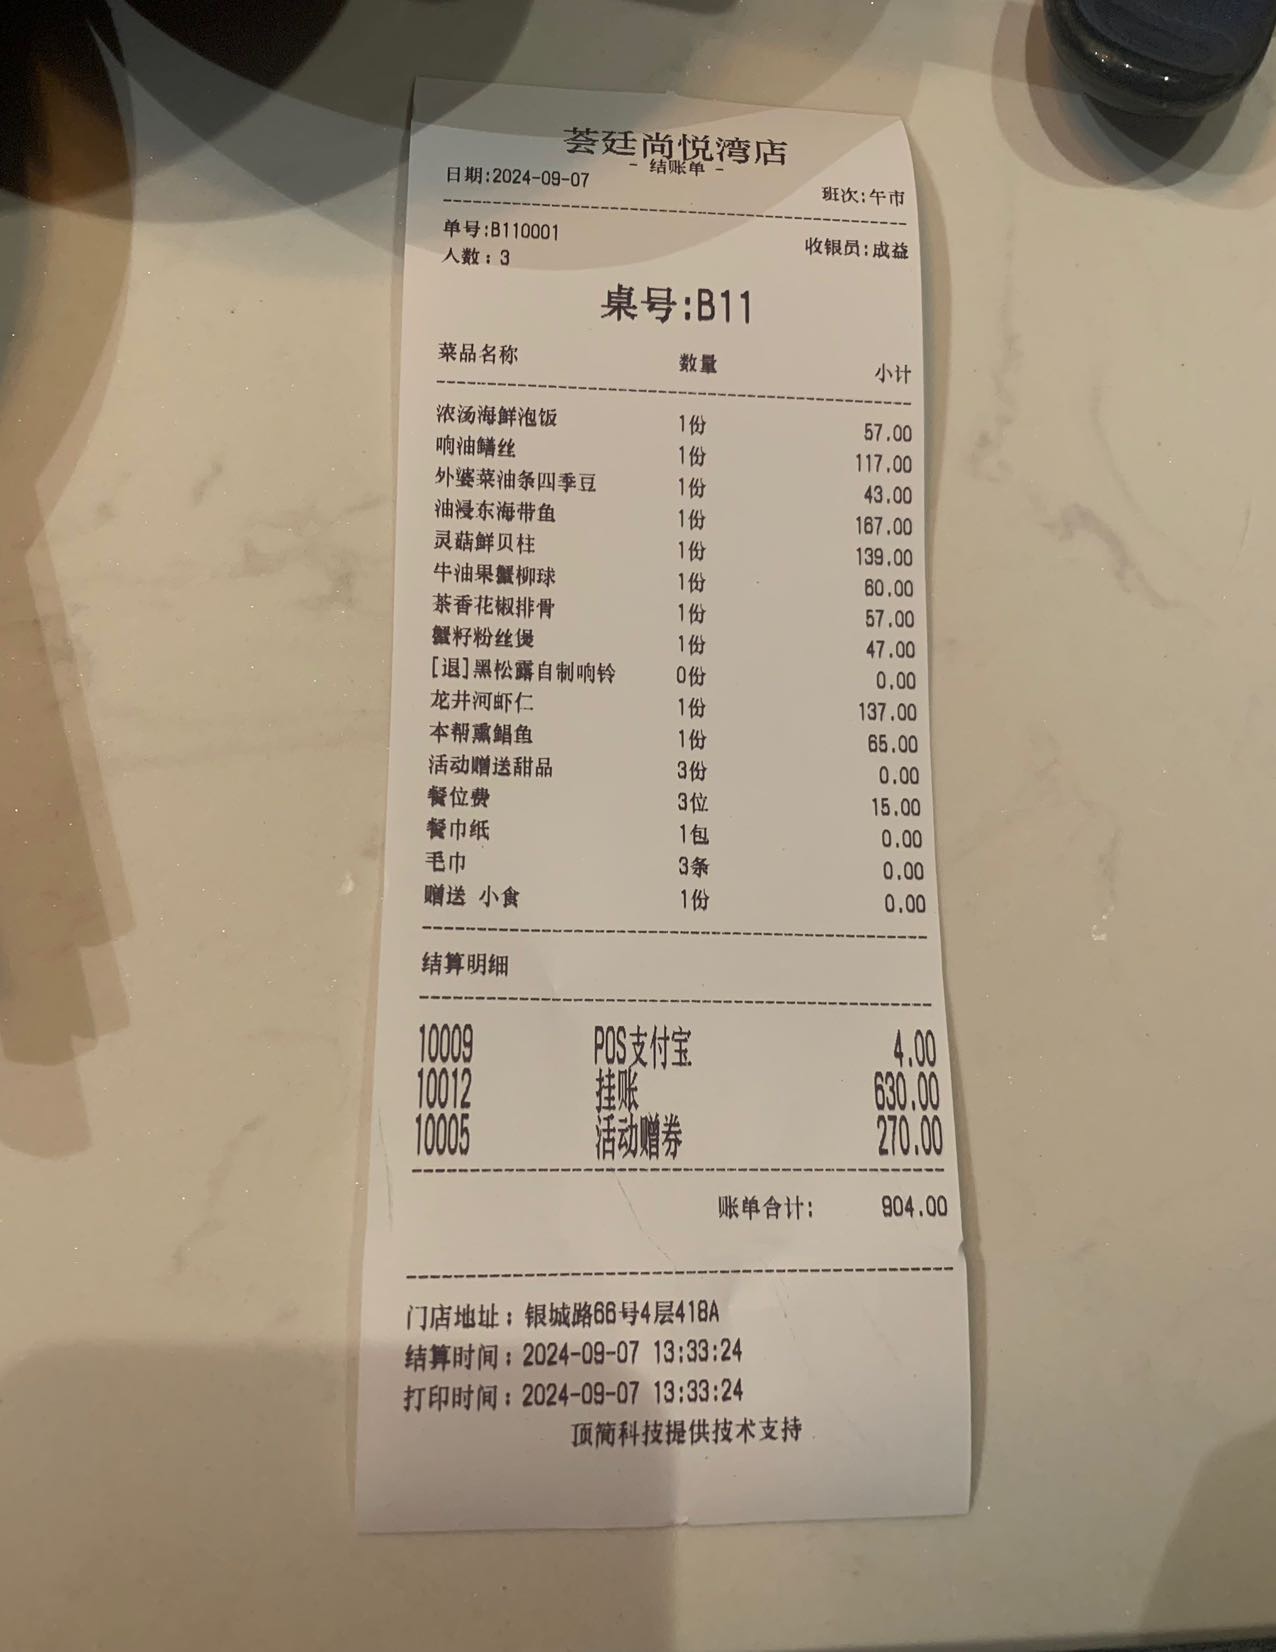 荟廷尚悦湾店
- 结账单 -
日期:2024-09-07 班次:午市
单号:B110001 收银员:成益
人数:3
桌号:B11
菜品名称 数量 小计
浓汤海鲜泡饭 1份 57.00
响油鳝丝 1份 117.00
外婆菜油条四季豆 1份 43.00
油浸东海带鱼 1份 167.00
灵菇鲜贝柱 1份 139.00
牛油果蟹柳球 1份 60.00
茶香花椒排骨 1份 57.00
蟹籽粉丝煲 1份 47.00
[退]黑松露自制响铃 0份 0.00
龙井河虾仁 1份 137.00
本帮熏鲳鱼 1份 65.00
活动赠送甜品 3份 0.00
餐位费 3位 15.00
餐巾纸 1包 0.00
毛巾 3条 0.00
赠送 小食 1份 0.00
结算明细
10009 POS支付宝 4.00
10012 挂账 630.00
10005 活动赠券 270.00
账单合计: 904.00
门店地址:银城路66号4层418A
结算时间:2024-09-07 13:33:24
打印时间:2024-09-07 13:33:24
顶简科技提供技术支持